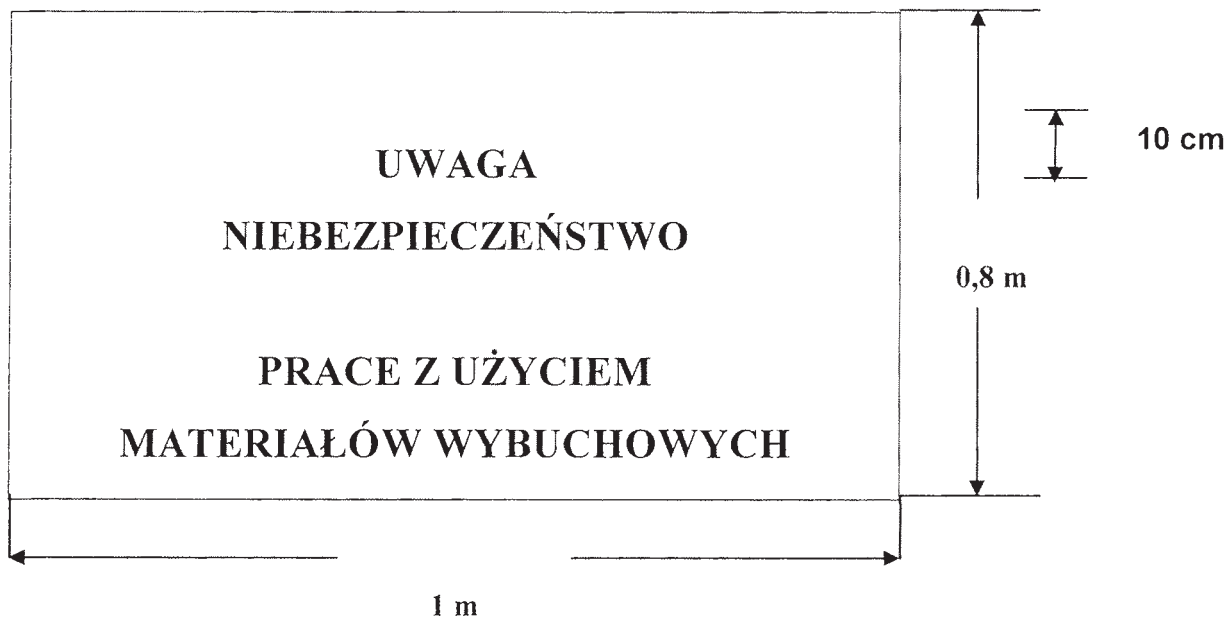 UWAGA
NIEBEZPIECZEŃSTWO
PRACE Z UŻYCIEM
MATERIAŁÓW WYBUCHOWYCH
10 cm
0,8 m
1 m